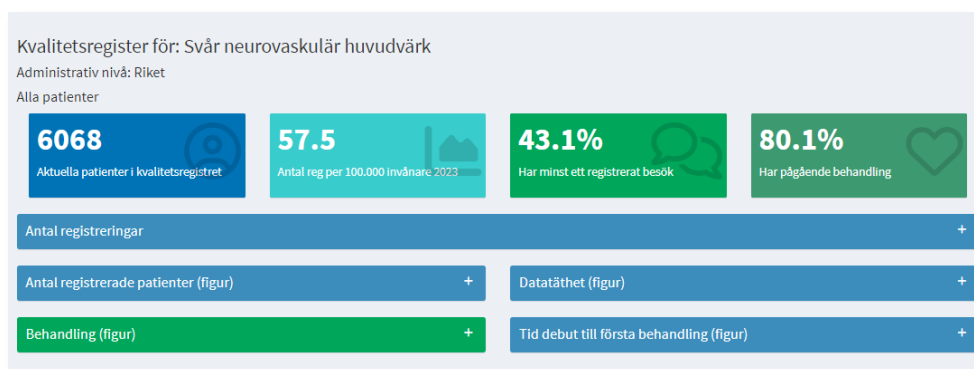 Kvalitetsregister för: Svår neurovaskulär huvudvärk
Administrativ nivå: Riket
Alla patienter
6068
Aktuella patienter i kvalitetsregistret
57.5
Antal reg per 100.000 invånare 2023
43.1%
Har minst ett registrerat besök
80.1%
Har pågående behandling
Antal registreringar +
Antal registrerade patienter (figur) +
Datatäthet (figur) +
Behandling (figur) +
Tid debut till första behandling (figur) +